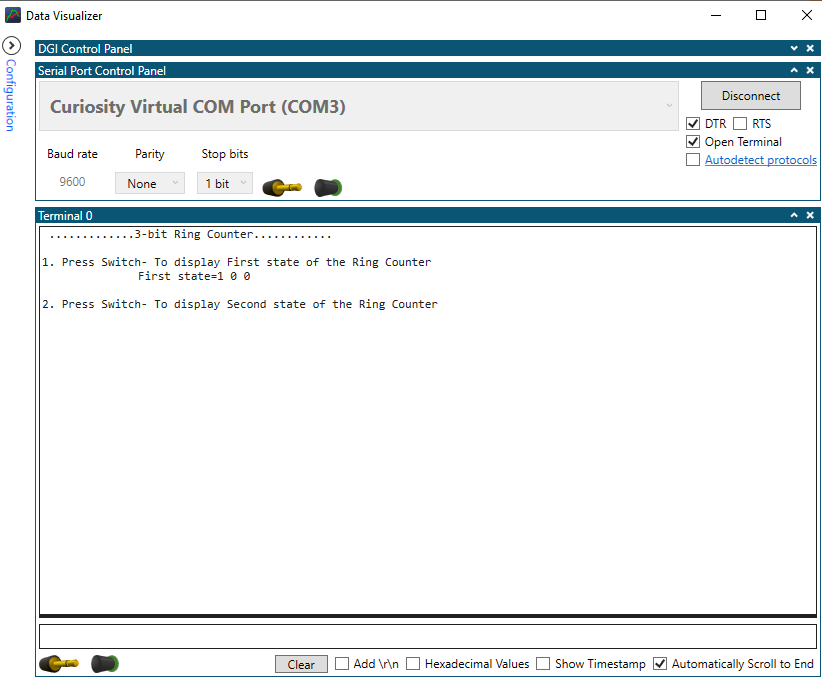 Data Visualizer
Configuration
DGI Control Panel
Serial Port Control Panel
Curiosity Virtual COM Port (COM3)
Disconnect
DTR RTS
Open Terminal
Autodetect protocols
Baud rate Parity Stop bits
9600 None 1 bit
Terminal 0
.............3-bit Ring Counter............
1. Press Switch- To display First state of the Ring Counter
First state=1 0 0
2. Press Switch- To display Second state of the Ring Counter
Clear Add \r\n Hexadecimal Values Show Timestamp Automatically Scroll to End